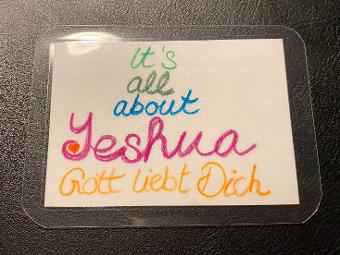 It's
all
about
Yeshua
Gott liebt Dich